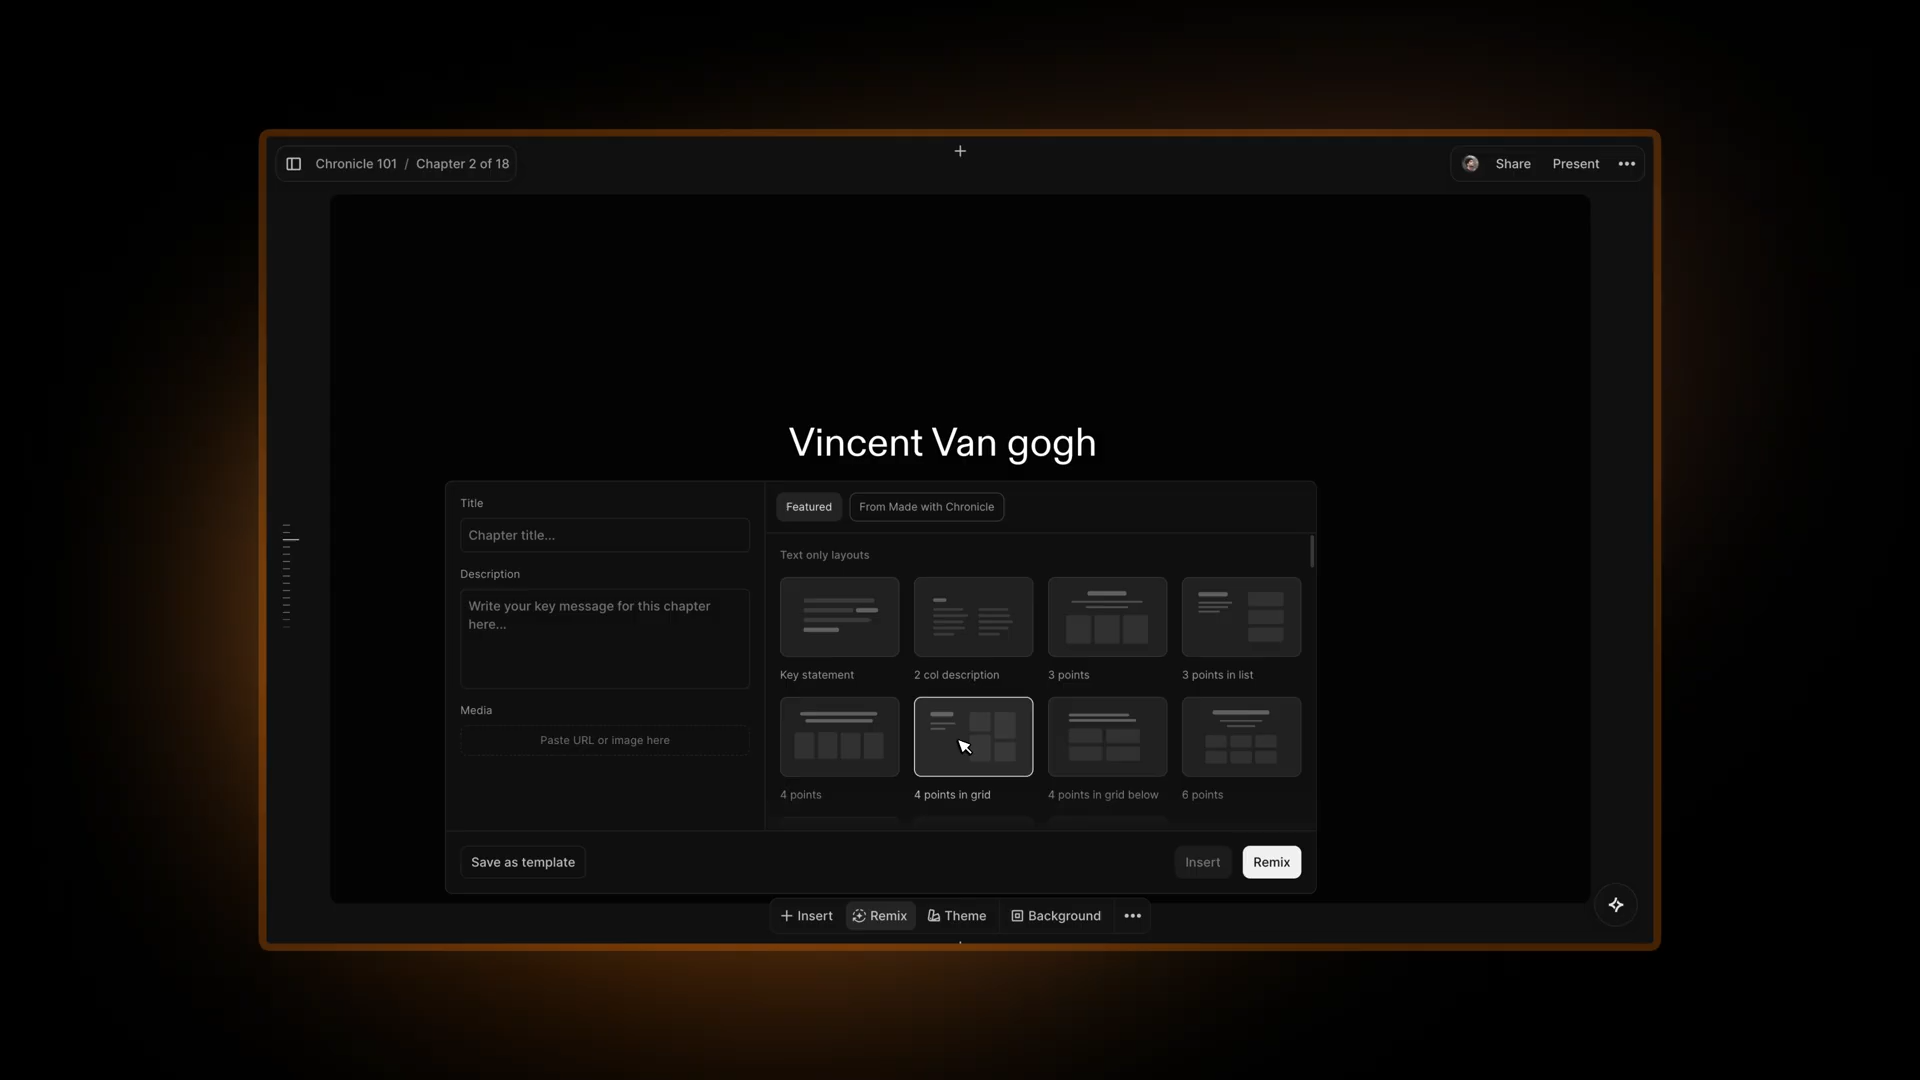 Chronicle 101 / Chapter 2 of 18
Share Present
Vincent Van gogh
Title
Chapter title...
Description
Write your key message for this chapter
here...
Media
Paste URL or image here
Featured From Made with Chronicle
Text only layouts
Key statement 2 col description 3 points 3 points in list
4 points 4 points in grid 4 points in grid below 6 points
Save as template Insert Remix
Insert Remix Theme Background